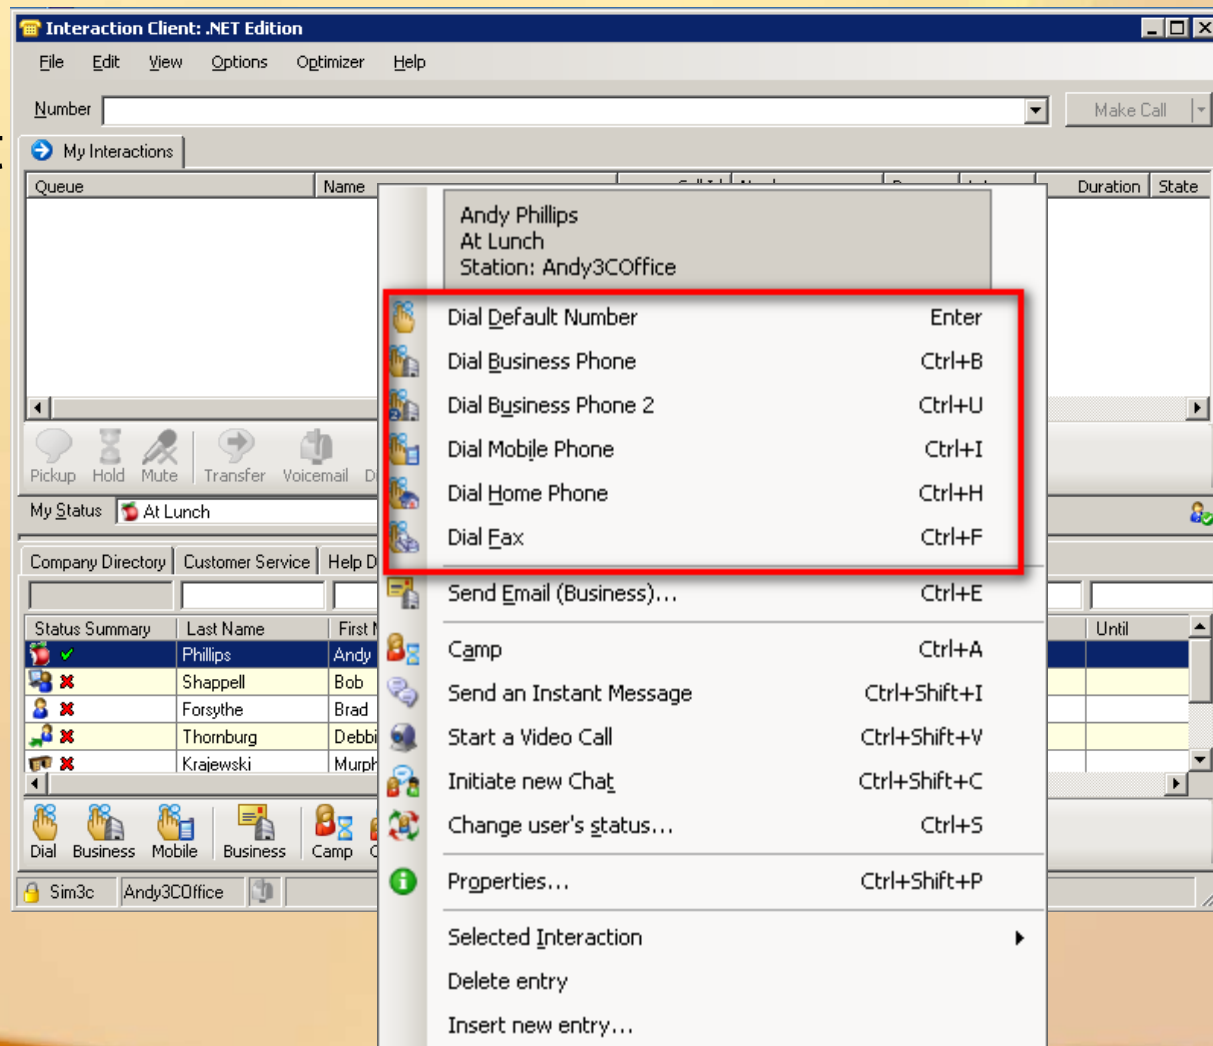 Interaction Client: .NET Edition
File Edit View Options Optimizer Help
Number Make Call
My Interactions
Queue Name Duration State
Andy Phillips
At Lunch
Station: Andy3COffice
Dial Default Number Enter
Dial Business Phone Ctrl+B
Dial Business Phone 2 Ctrl+U
Dial Mobile Phone Ctrl+I
Dial Home Phone Ctrl+H
Dial Fax Ctrl+F
Send Email (Business)... Ctrl+E
Camp Ctrl+A
Send an Instant Message Ctrl+Shift+I
Start a Video Call Ctrl+Shift+V
Initiate new Chat Ctrl+Shift+C
Change user's status... Ctrl+S
Properties... Ctrl+Shift+P
Selected Interaction
Delete entry
Insert new entry...
Pickup Hold Mute Transfer Voicemail
My Status At Lunch
Company Directory Customer Service Help D
Status Summary Last Name First Until
Phillips Andy
Shappell Bob
Forsythe Brad
Thornburg Debbi
Krajewski Murph
Dial Business Mobile Business Camp
Sim3c Andy3COffice